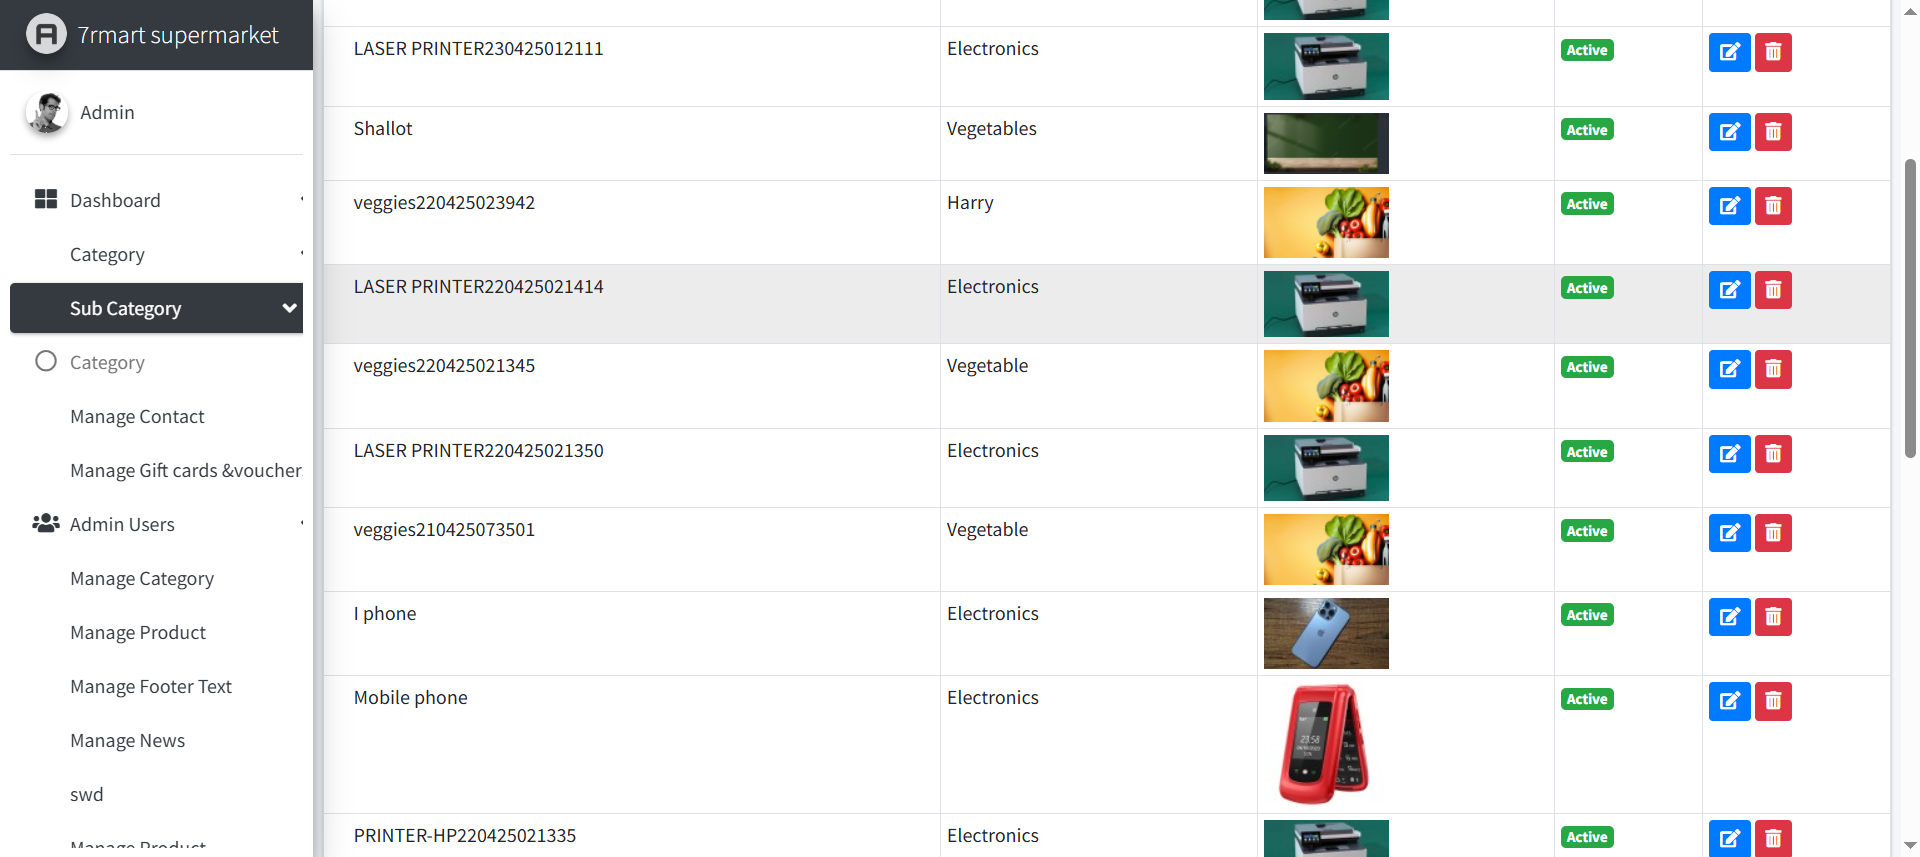 7rmart supermarket
Admin
Dashboard
Category
Sub Category
Category
Manage Contact
Manage Gift cards &voucher
Admin Users
Manage Category
Manage Product
Manage Footer Text
Manage News
swd
Manage Product
LASER PRINTER230425012111 Electronics Active
Shallot Vegetables Active
veggies220425023942 Harry Active
LASER PRINTER220425021414 Electronics Active
veggies220425021345 Vegetable Active
LASER PRINTER220425021350 Electronics Active
veggies210425073501 Vegetable Active
I phone Electronics Active
Mobile phone Electronics Active
PRINTER-HP220425021335 Electronics Active